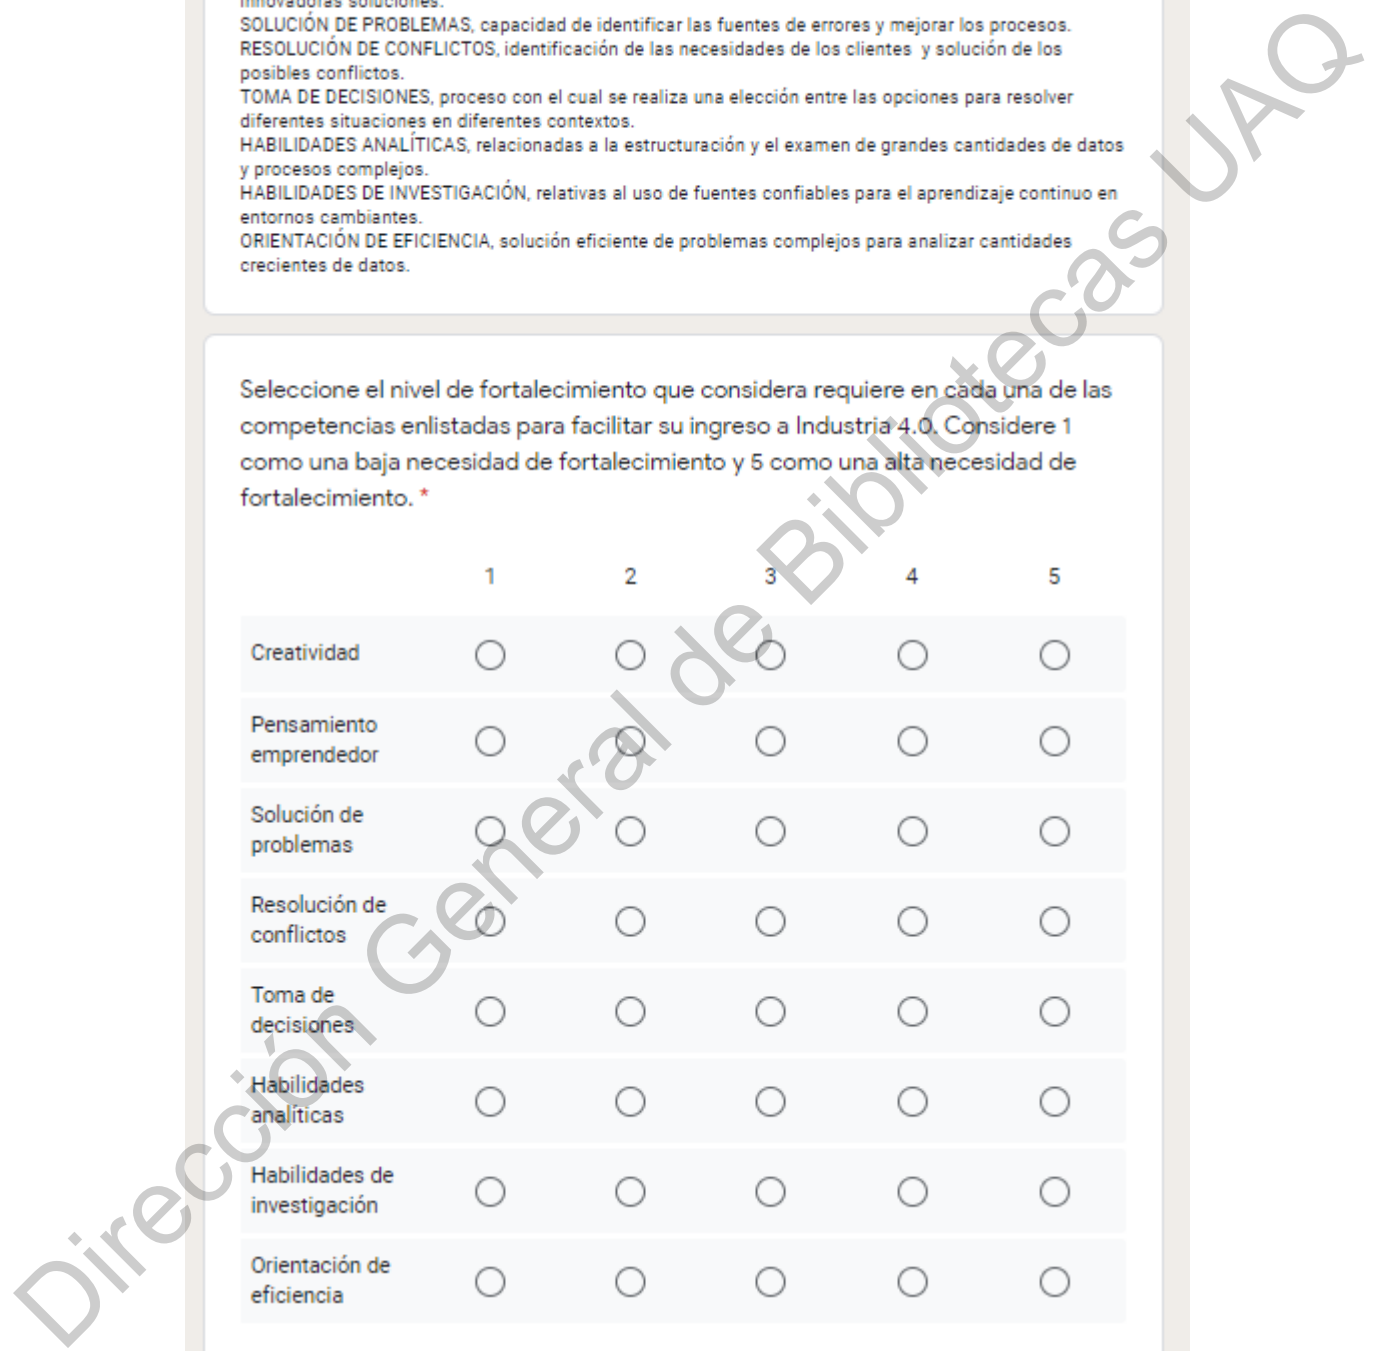 innovadoras soluciones.
SOLUCIÓN DE PROBLEMAS, capacidad de identificar las fuentes de errores y mejorar los procesos.
RESOLUCIÓN DE CONFLICTOS, identificación de las necesidades de los clientes y solución de los
posibles conflictos.
TOMA DE DECISIONES, proceso con el cual se realiza una elección entre las opciones para resolver
diferentes situaciones en diferentes contextos.
HABILIDADES ANALÍTICAS, relacionadas a la estructuración y el examen de grandes cantidades de datos
y procesos complejos.
HABILIDADES DE INVESTIGACIÓN, relativas al uso de fuentes confiables para el aprendizaje continuo en
entornos cambiantes.
ORIENTACIÓN DE EFICIENCIA, solución eficiente de problemas complejos para analizar cantidades
crecientes de datos.
Seleccione el nivel de fortalecimiento que considera requiere en cada una de las
competencias enlistadas para facilitar su ingreso a Industria 4.0. Considere 1
como una baja necesidad de fortalecimiento y 5 como una alta necesidad de
fortalecimiento. *
1 2 3 4 5
Creatividad
Pensamiento
emprendedor
Solución de
problemas
Resolución de
conflictos
Toma de
decisiones
Habilidades
analíticas
Habilidades de
investigación
Orientación de
eficiencia
Dirección General de Bibliotecas UAQ